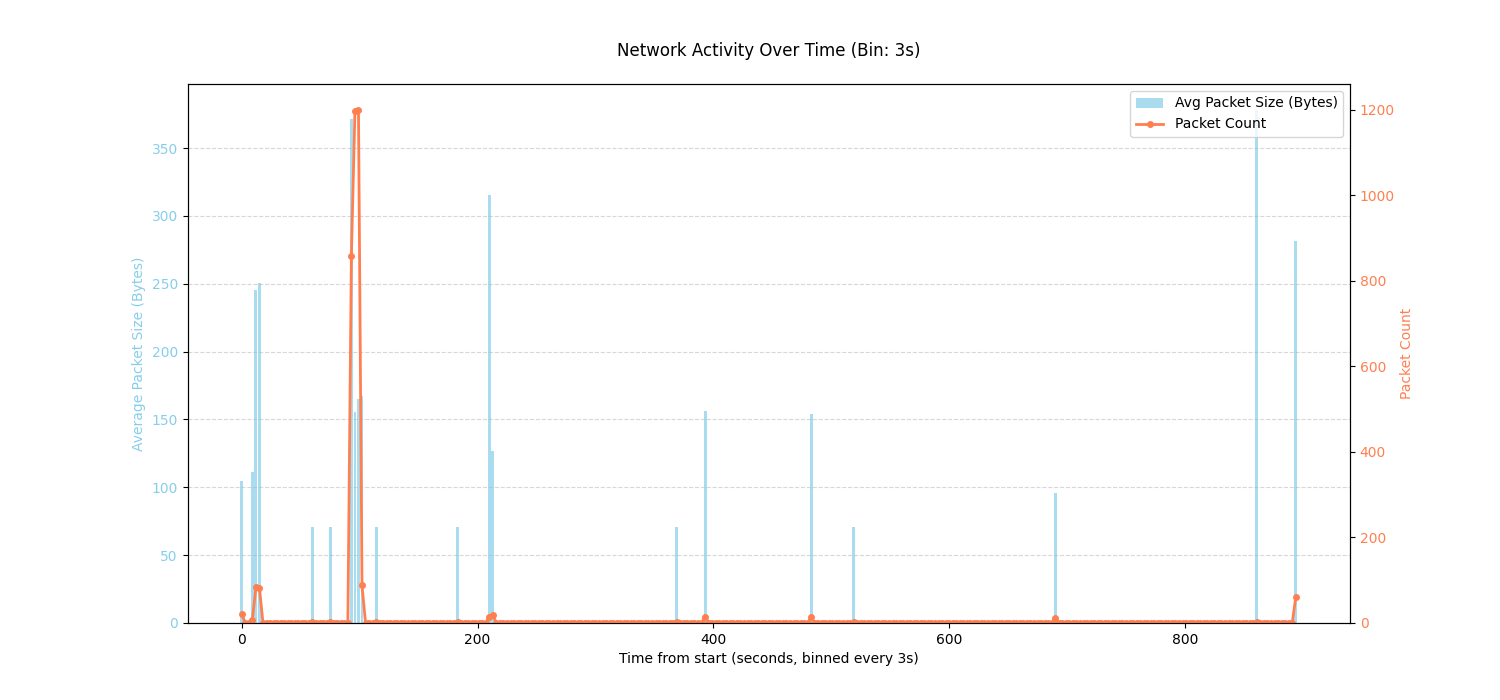 Network Activity Over Time (Bin: 3s)
Avg Packet Size (Bytes)
Packet Count
350
300
250
200
150
100
50
0
Average Packet Size (Bytes)
1200
1000
800
600
400
200
0
Packet Count
0 200 400 600 800
Time from start (seconds, binned every 3s)